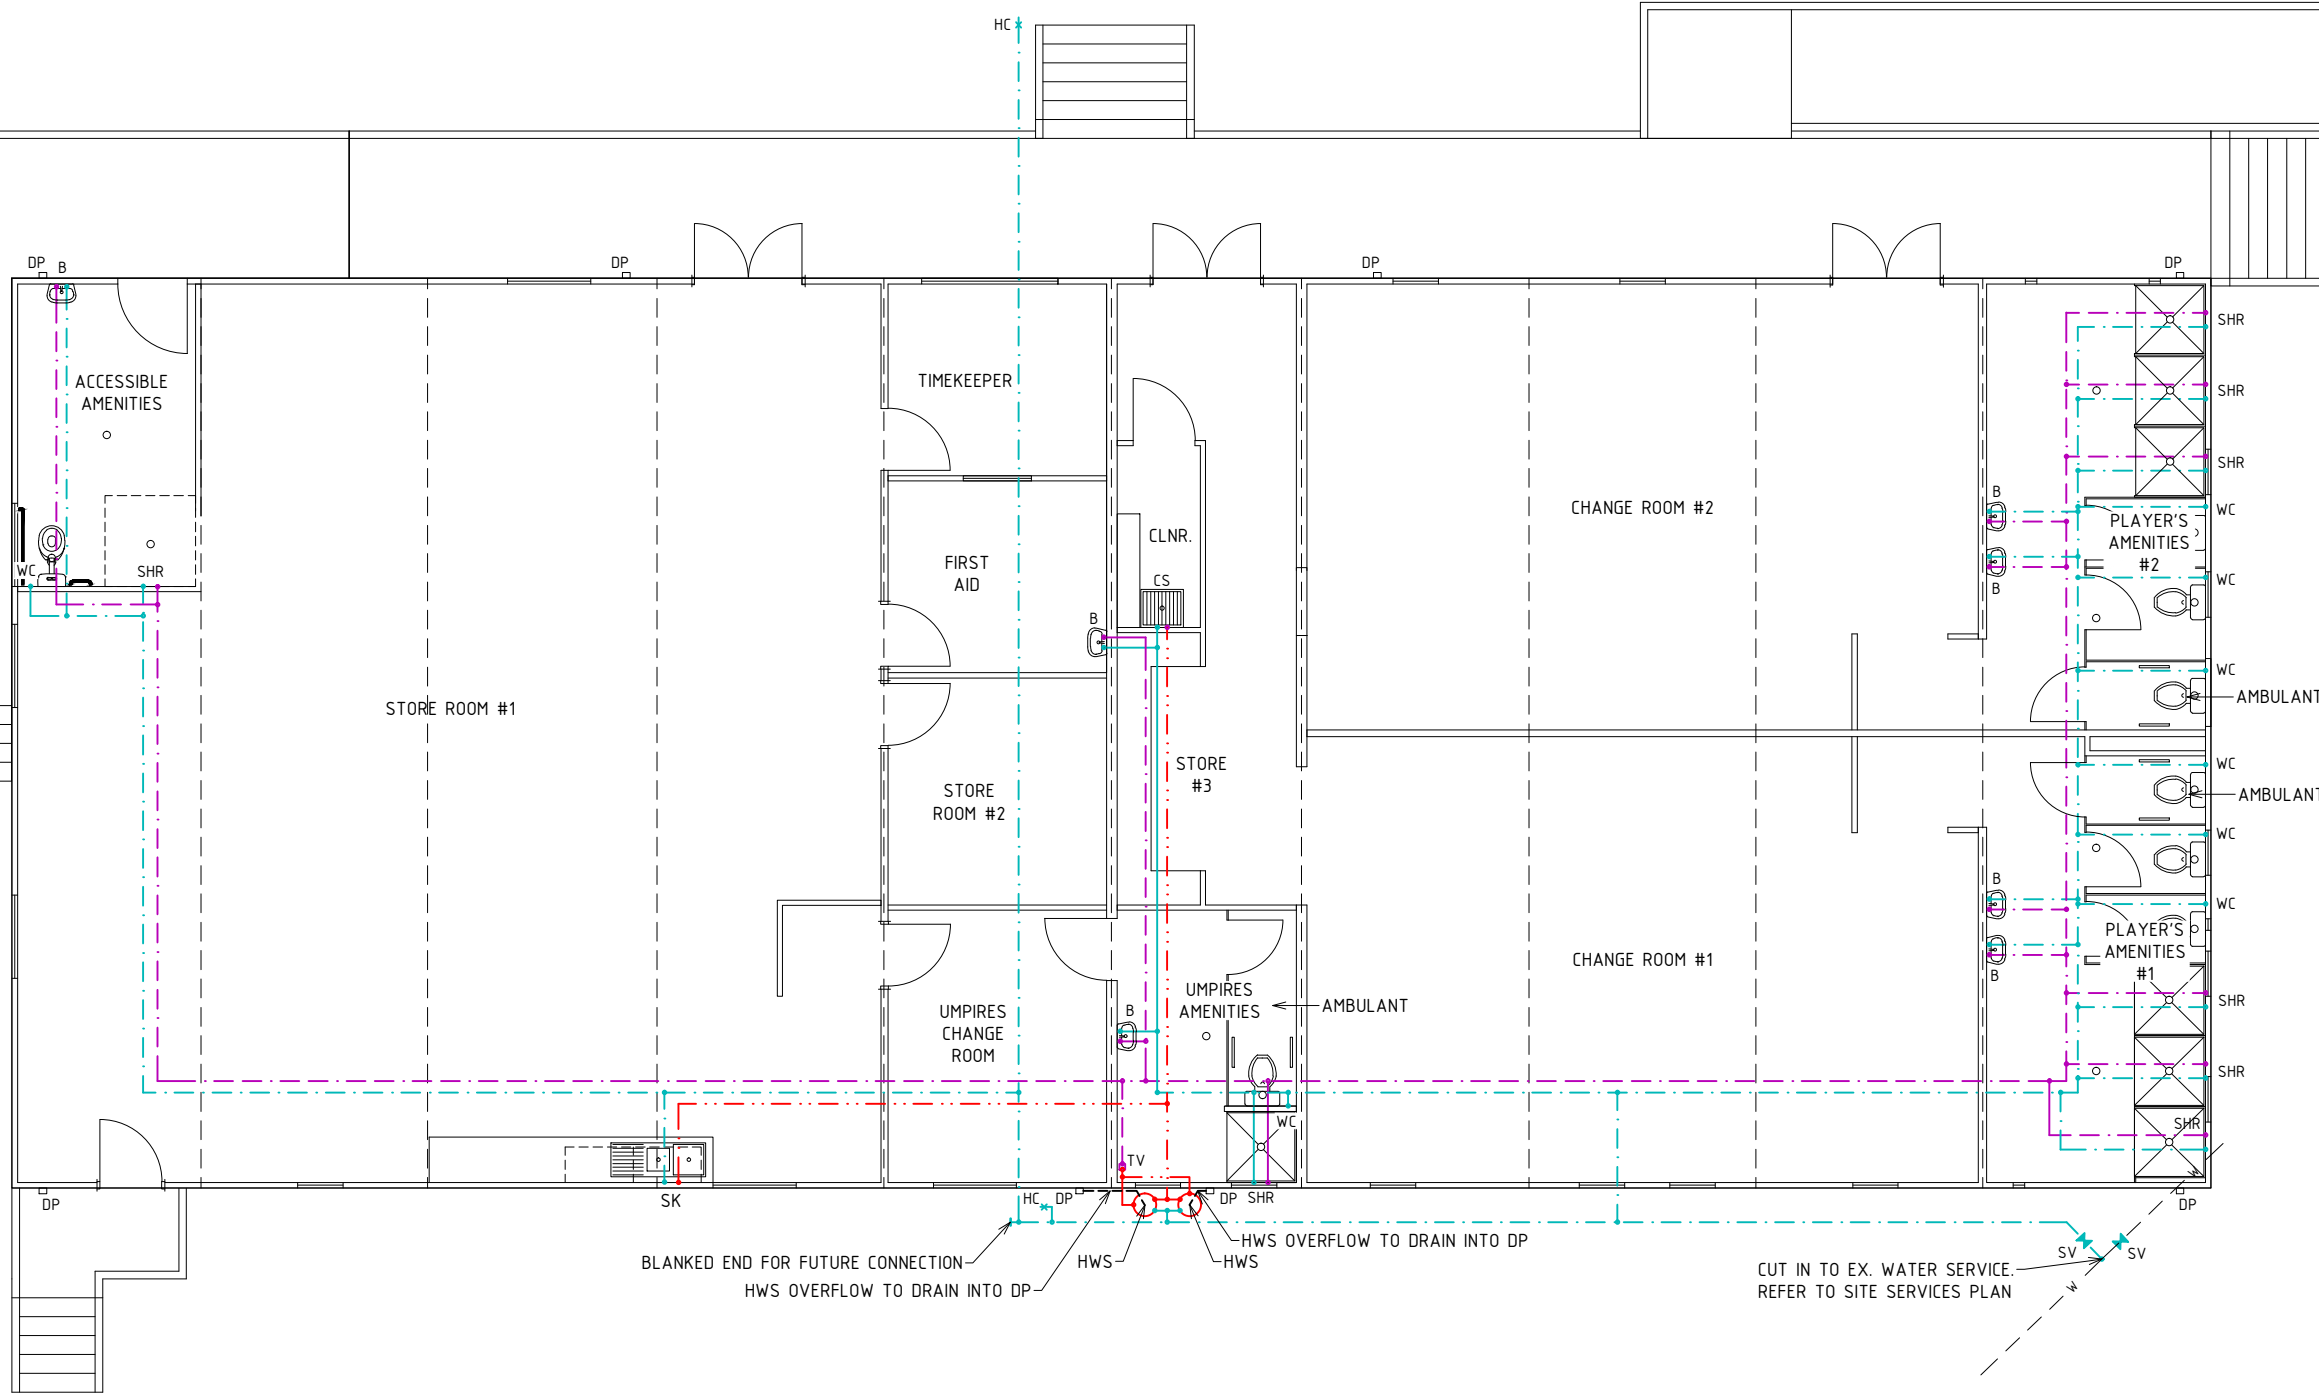 HC
DP
B
DP
DP
DP
SHR
ACCESSIBLE
AMENITIES
TIMEKEEPER
SHR
SHR
B
WC
CHANGE ROOM #2
PLAYER'S
AMENITIES
#2
CLNR.
FIRST
AID
WC
SHR
CS
WC
B
B
WC
AMBULANT
STORE ROOM #1
STORE
#3
WC
STORE
ROOM #2
AMBULANT
WC
B
WC
PLAYER'S
AMENITIES
#1
CHANGE ROOM #1
B
UMPIRES
AMENITIES
AMBULANT
SHR
UMPIRES
CHANGE
ROOM
B
SHR
WC
SHR
TV
W
DP
SK
HC
DP
DP
SHR
DP
HWS OVERFLOW TO DRAIN INTO DP
BLANKED END FOR FUTURE CONNECTION
HWS
HWS
SV
SV
CUT IN TO EX. WATER SERVICE.
REFER TO SITE SERVICES PLAN
HWS OVERFLOW TO DRAIN INTO DP
W